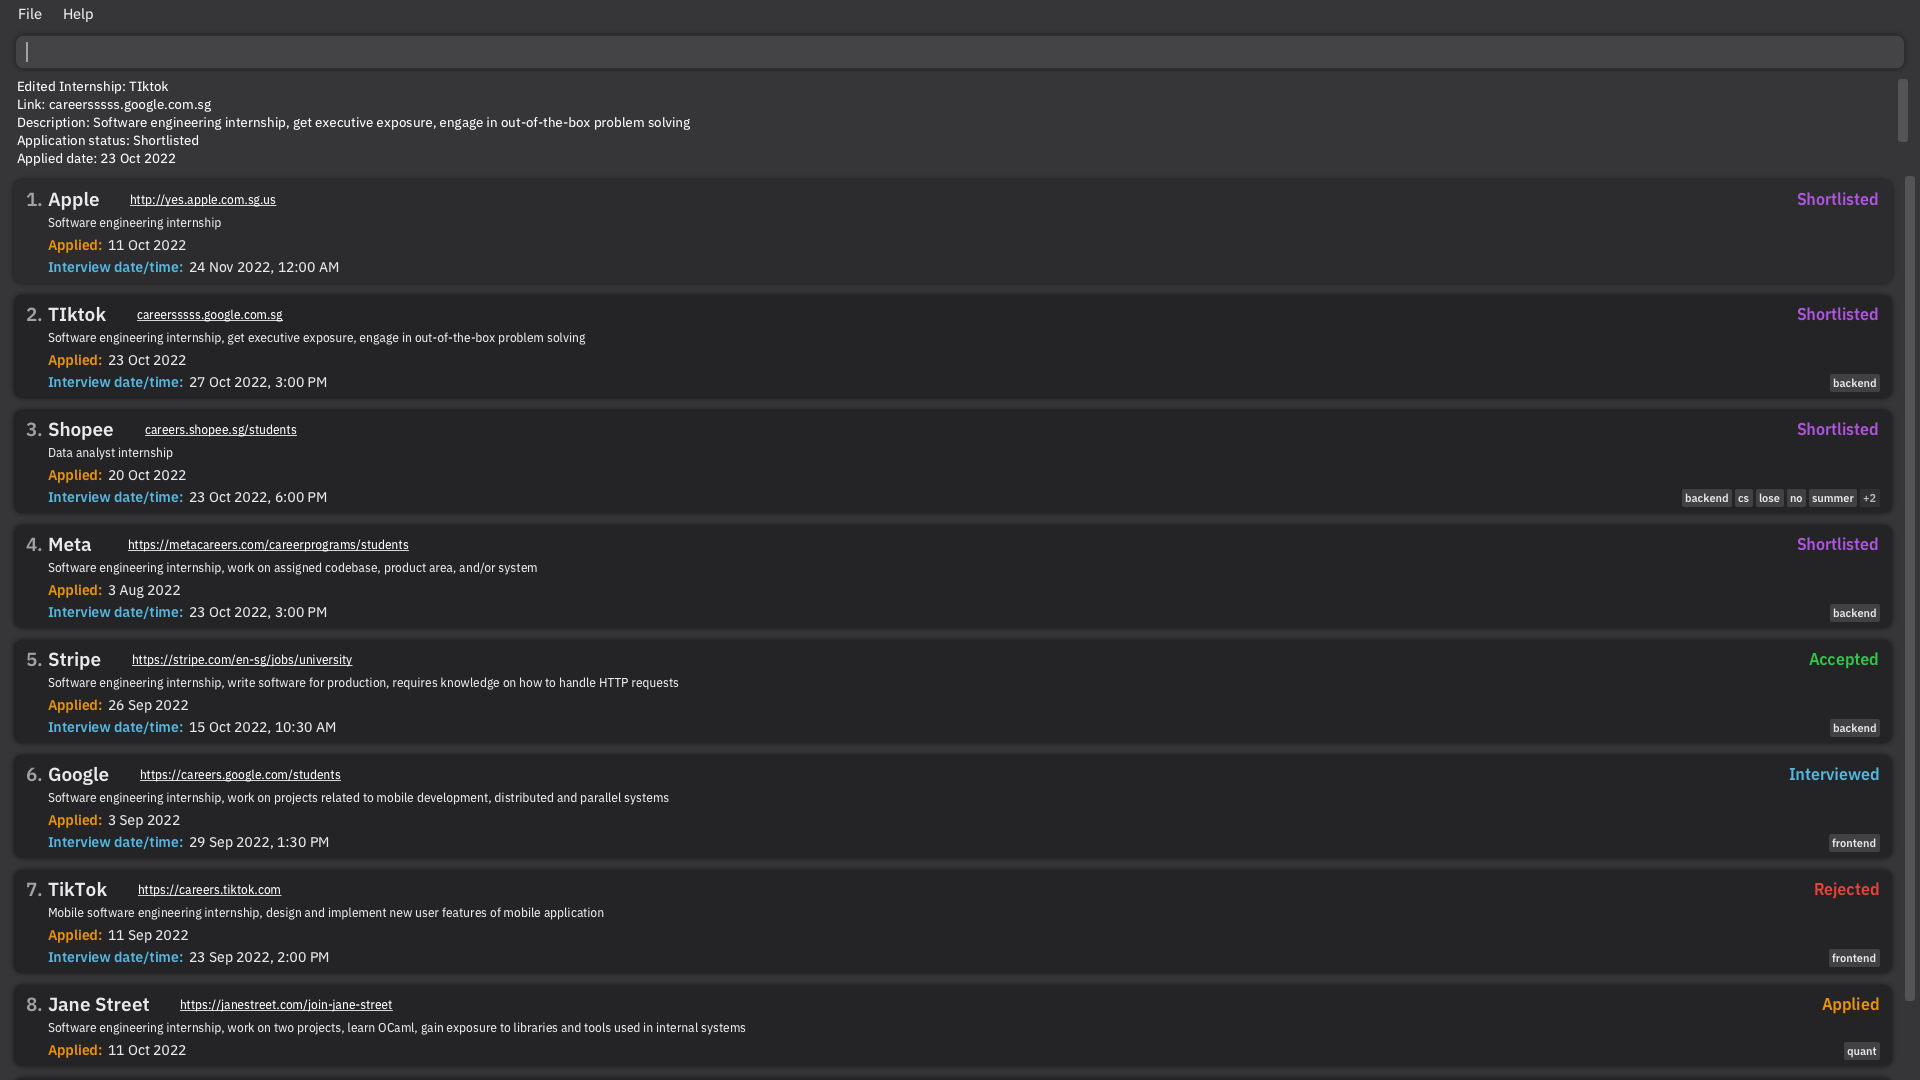 File Help
Edited Internship: TIktok
Link: careersssss.google.com.sg
Description: Software engineering internship, get executive exposure, engage in out-of-the-box problem solving
Application status: Shortlisted
Applied date: 23 Oct 2022
1. Apple http://yes.apple.com.sg.us Shortlisted
Software engineering internship
Applied: 11 Oct 2022
Interview date/time: 24 Nov 2022, 12:00 AM
2. TIktok careersssss.google.com.sg Shortlisted
Software engineering internship, get executive exposure, engage in out-of-the-box problem solving
Applied: 23 Oct 2022
Interview date/time: 27 Oct 2022, 3:00 PM backend
3. Shopee careers.shopee.sg/students Shortlisted
Data analyst internship
Applied: 20 Oct 2022
Interview date/time: 23 Oct 2022, 6:00 PM backend cs lose no summer +2
4. Meta https://metacareers.com/careerprograms/students Shortlisted
Software engineering internship, work on assigned codebase, product area, and/or system
Applied: 3 Aug 2022
Interview date/time: 23 Oct 2022, 3:00 PM backend
5. Stripe https://stripe.com/en-sg/jobs/university Accepted
Software engineering internship, write software for production, requires knowledge on how to handle HTTP requests
Applied: 26 Sep 2022
Interview date/time: 15 Oct 2022, 10:30 AM backend
6. Google https://careers.google.com/students Interviewed
Software engineering internship, work on projects related to mobile development, distributed and parallel systems
Applied: 3 Sep 2022
Interview date/time: 29 Sep 2022, 1:30 PM frontend
7. TikTok https://careers.tiktok.com Rejected
Mobile software engineering internship, design and implement new user features of mobile application
Applied: 11 Sep 2022
Interview date/time: 23 Sep 2022, 2:00 PM frontend
8. Jane Street https://janestreet.com/join-jane-street Applied
Software engineering internship, work on two projects, learn OCaml, gain exposure to libraries and tools used in internal systems
Applied: 11 Oct 2022 quant